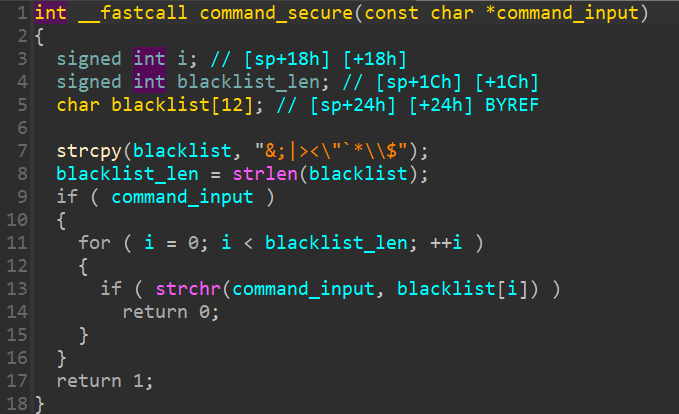 1 int __fastcall command_secure(const char *command_input)
2 {
3   signed int i; // [sp+18h] [+18h]
4   signed int blacklist_len; // [sp+1Ch] [+1Ch]
5   char blacklist[12]; // [sp+24h] [+24h] BYREF
6
7   strcpy(blacklist, "&;|><\"`*\\$");
8   blacklist_len = strlen(blacklist);
9   if ( command_input )
10   {
11     for ( i = 0; i < blacklist_len; ++i )
12     {
13       if ( strchr(command_input, blacklist[i]) )
14         return 0;
15     }
16   }
17   return 1;
18 }